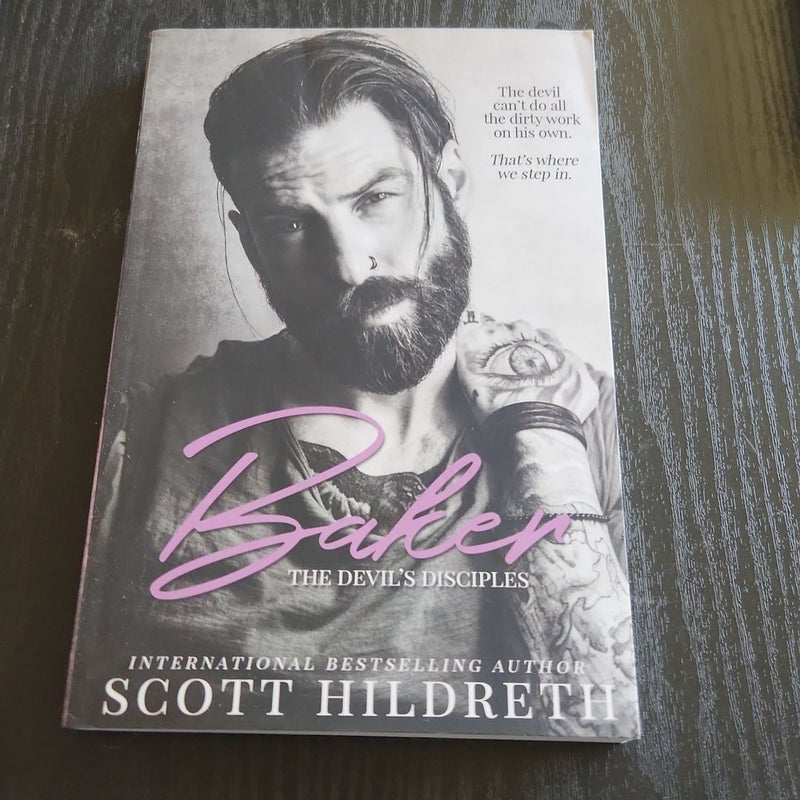 The devil
can't do all
the dirty work
on his own.
That's where
we step in.
Baker
THE DEVIL'S DISCIPLES
INTERNATIONAL BESTSELLING AUTHOR
SCOTT HILDRETH